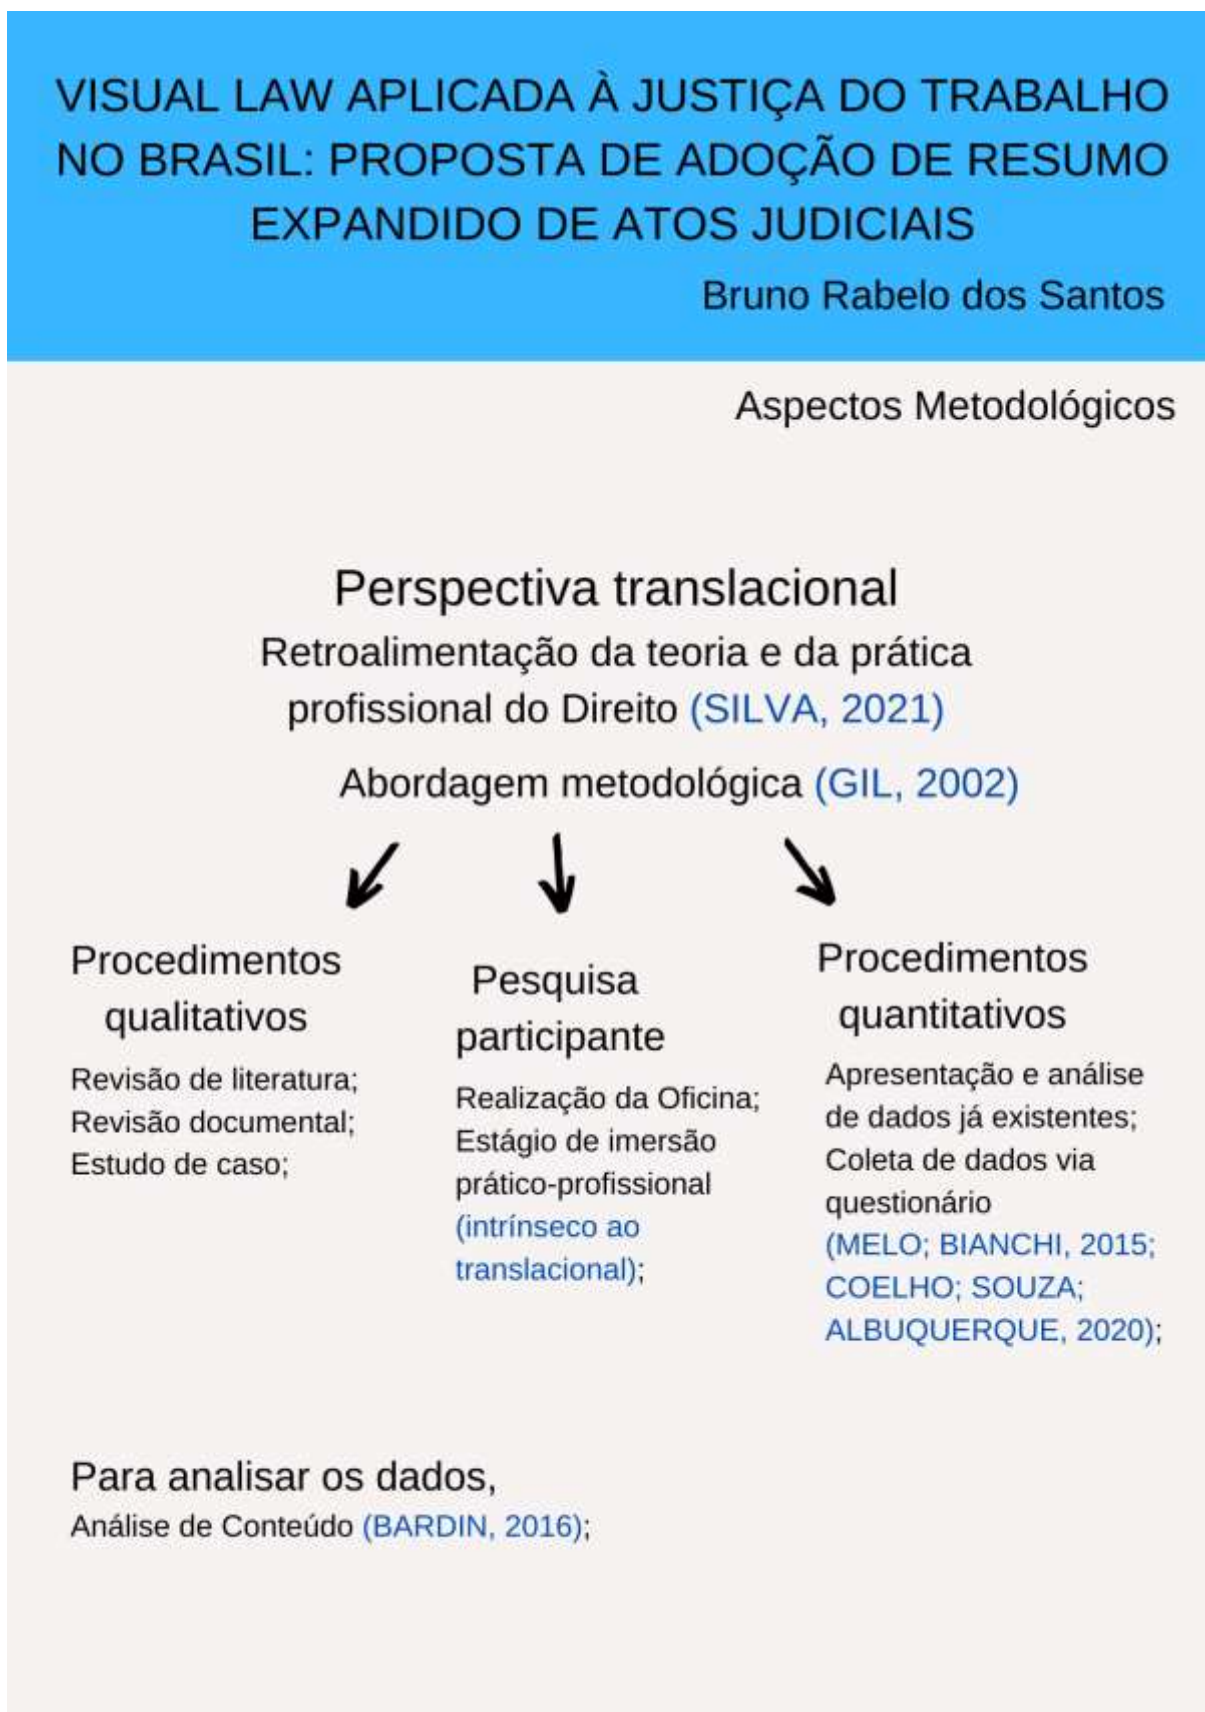 VISUAL LAW APLICADA À JUSTIÇA DO TRABALHO
NO BRASIL: PROPOSTA DE ADOÇÃO DE RESUMO
EXPANDIDO DE ATOS JUDICIAIS
Bruno Rabelo dos Santos
Aspectos Metodológicos
Perspectiva translacional
Retroalimentação da teoria e da prática
profissional do Direito (SILVA, 2021)
Abordagem metodológica (GIL, 2002)
Procedimentos
qualitativos
Revisão de literatura;
Revisão documental;
Estudo de caso;
Pesquisa
participante
Realização da Oficina;
Estágio de imersão
prático-profissional
(intrínseco ao
translacional);
Procedimentos
quantitativos
Apresentação e análise
de dados já existentes;
Coleta de dados via
questionário
(MELO; BIANCHI, 2015;
COELHO; SOUZA;
ALBUQUERQUE, 2020);
Para analisar os dados,
Análise de Conteúdo (BARDIN, 2016);